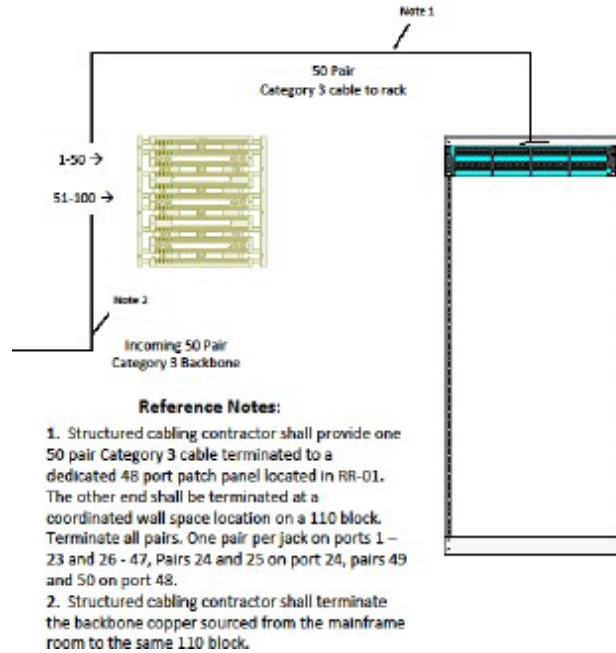 Note 1
50 Pair
Category 3 cable to rack
1-50 →
51-100 →
Note 2
Incoming 50 Pair
Category 3 Backbone
Reference Notes:
1. Structured cabling contractor shall provide one
50 pair Category 3 cable terminated to a
dedicated 48 port patch panel located in RR-01.
The other end shall be terminated at a
coordinated wall space location on a 110 block.
Terminate all pairs. One pair per jack on ports 1 –
23 and 26 - 47, Pairs 24 and 25 on port 24, pairs 49
and 50 on port 48.
2. Structured cabling contractor shall terminate
the backbone copper sourced from the mainframe
room to the same 110 block.